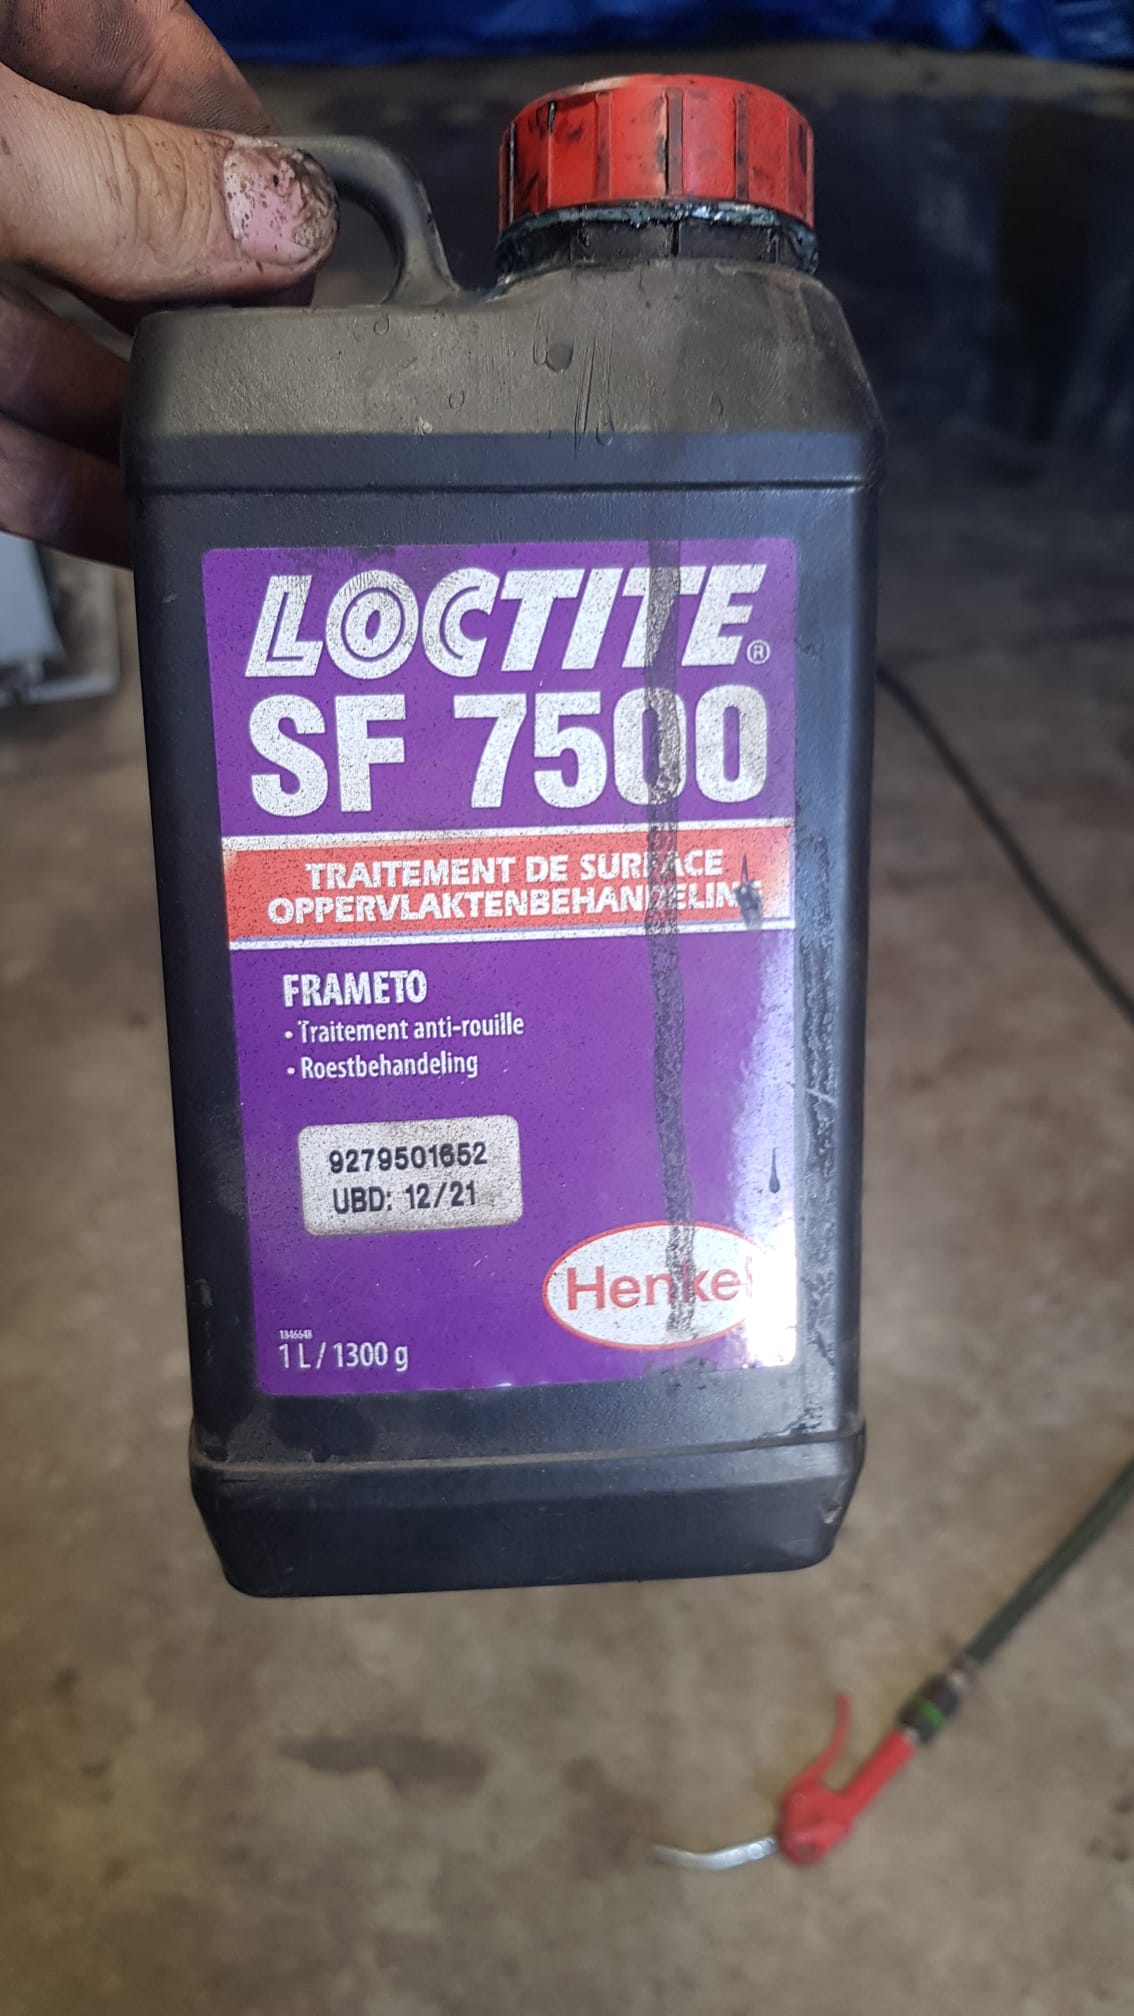 LOCTITE®
SF 7500
TRAITEMENT DE SURFACE
OPPERVLAKTENBEHANDELING
FRAMETO
• Traitement anti-rouille
• Roestbehandeling
9279501652
UBD: 12/21
Henkel
1846648
1 L / 1300 g